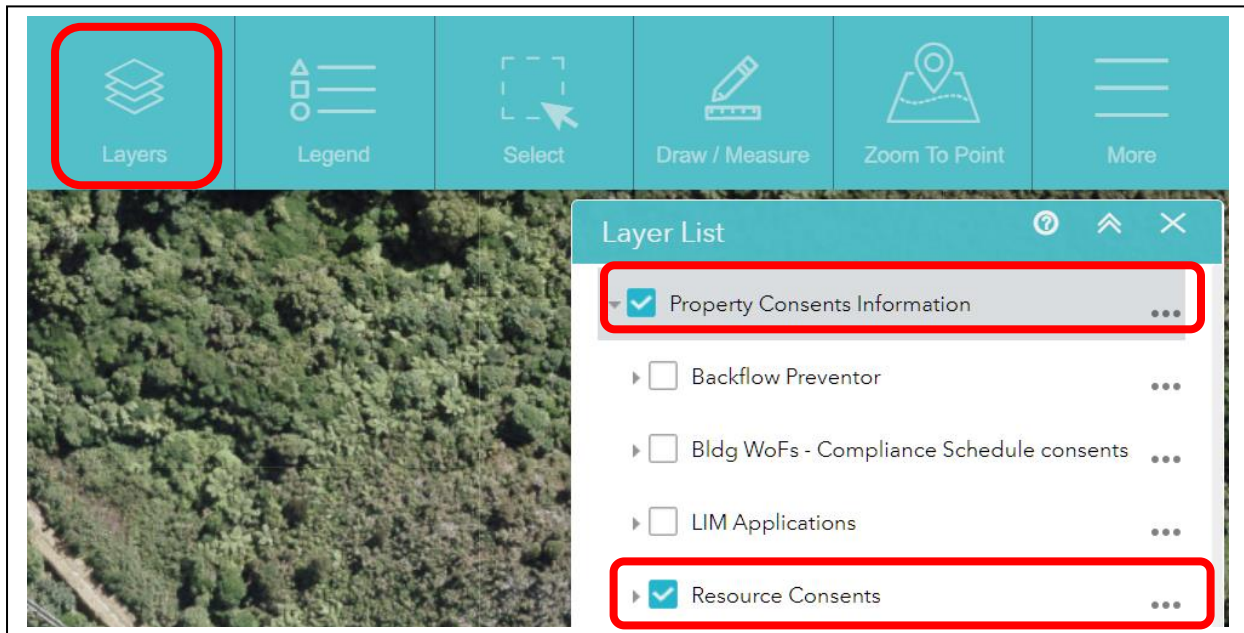 Layers
Legend
Select
Draw / Measure
Zoom To Point
More
Layer List
Property Consents Information
Backflow Preventor
Bldg WoFs - Compliance Schedule consents
LIM Applications
Resource Consents